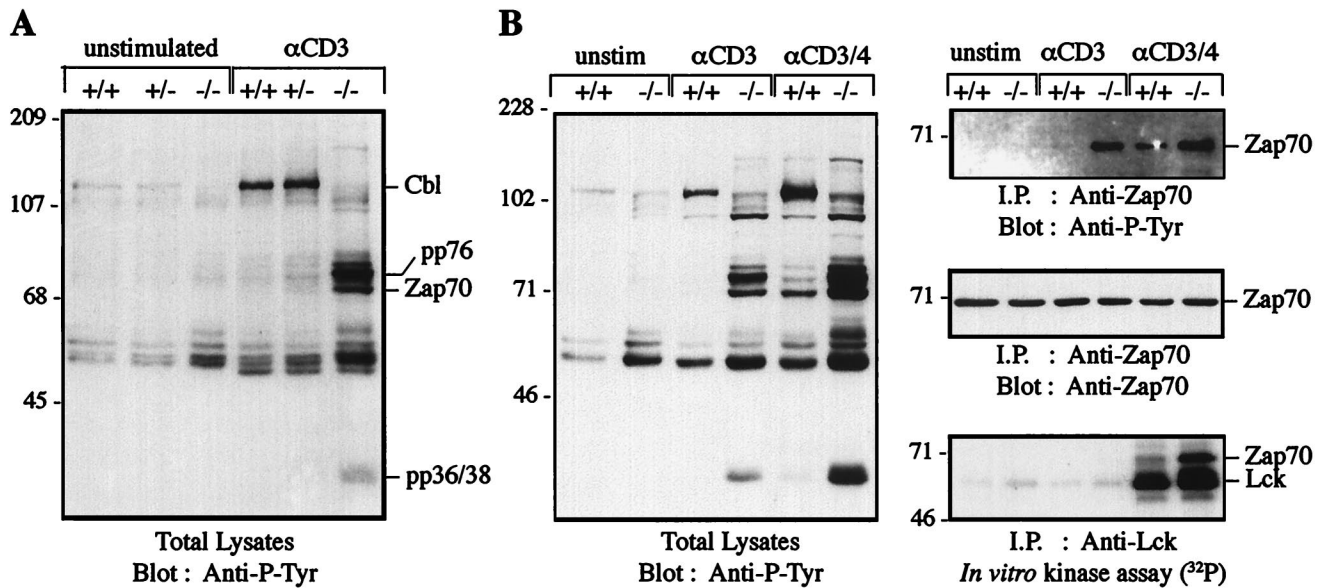 A
unstimulated αCD3
+/+ +/- -/- +/+ +/- -/-
209 -
107 -
68 -
45 -
Cbl
pp76
Zap70
pp36/38
Total Lysates
Blot : Anti-P-Tyr
B
unstim αCD3 αCD3/4
+/+ -/- +/+ -/- +/+ -/-
228 -
102 -
71 -
46 -
Total Lysates
Blot : Anti-P-Tyr
unstim αCD3 αCD3/4
+/+ -/- +/+ -/- +/+ -/-
71 -
Zap70
I.P. : Anti-Zap70
Blot : Anti-P-Tyr
71 -
Zap70
I.P. : Anti-Zap70
Blot : Anti-Zap70
71 -
Zap70
Lck
46 -
I.P. : Anti-Lck
In vitro kinase assay (³²P)